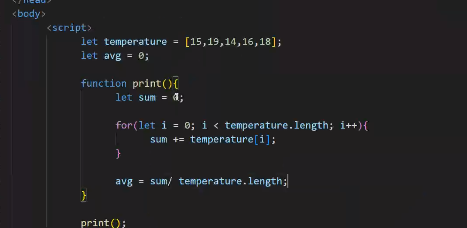 </head>
<body>
<script>
let temperature = [15,19,14,16,18];
let avg = 0;
function print(){
let sum = 0;
for(let i = 0; i < temperature.length; i++){
sum += temperature[i];
}
avg = sum/ temperature.length;
}
print();